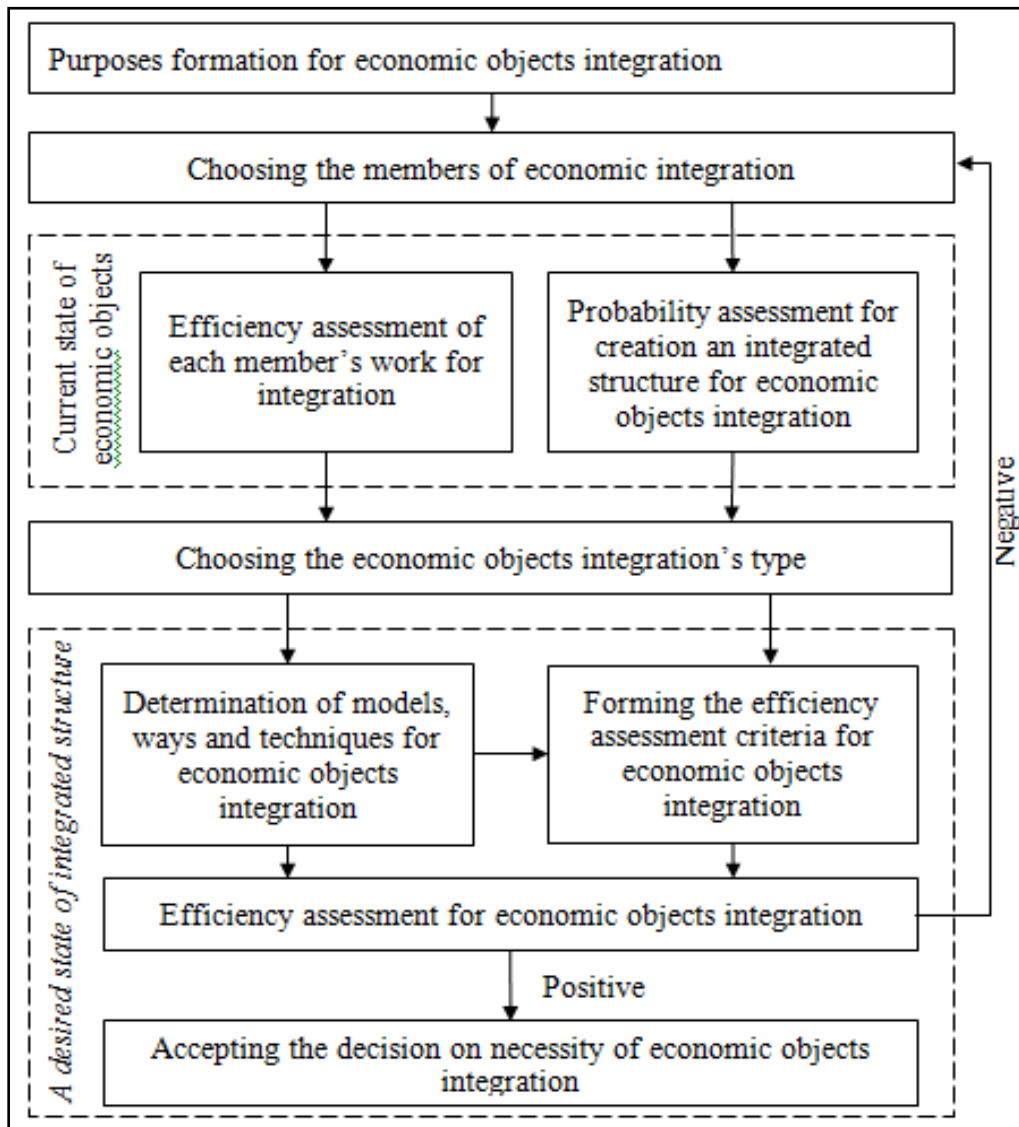 Purposes formation for economic objects integration
Choosing the members of economic integration
Current state of
economic objects
Efficiency assessment of
each member’s work for
integration
Probability assessment for
creation an integrated
structure for economic
objects integration
Negative
Choosing the economic objects integration’s type
A desired state of integrated structure
Determination of models,
ways and techniques for
economic objects
integration
Forming the efficiency
assessment criteria for
economic objects
integration
Efficiency assessment for economic objects integration
Positive
Accepting the decision on necessity of economic objects
integration